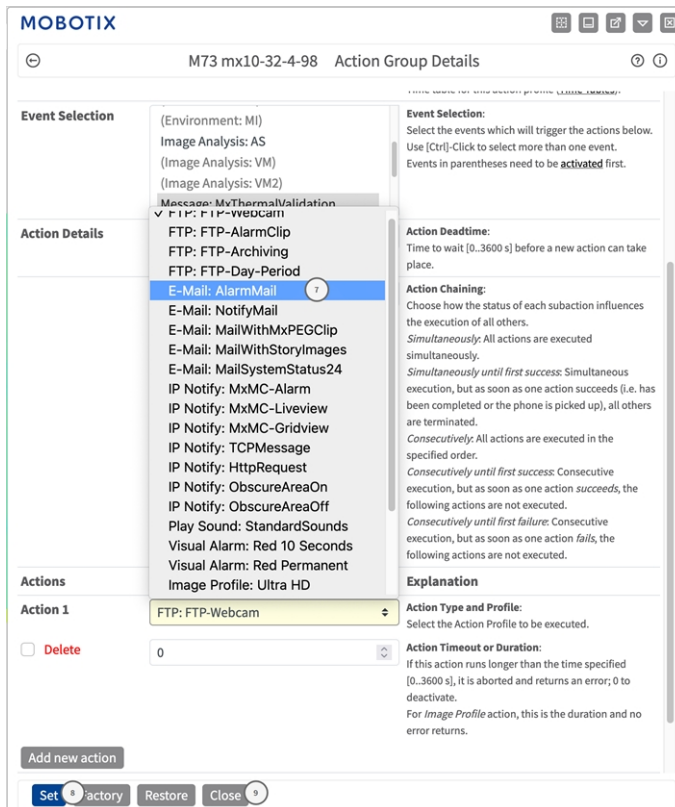 MOBOTIX
M73 mx10-32-4-98 Action Group Details
Time table for this action profile (Time Tables).
Event Selection
(Environment: MI)
Image Analysis: AS
(Image Analysis: VM)
(Image Analysis: VM2)
Message: MxThermalValidation
Event Selection:
Select the events which will trigger the actions below.
Use [Ctrl]-Click to select more than one event.
Events in parentheses need to be activated first.
Action Details
✓ FTP: FTP-Webcam
FTP: FTP-AlarmClip
FTP: FTP-Archiving
FTP: FTP-Day-Period
E-Mail: AlarmMail 7
E-Mail: NotifyMail
E-Mail: MailWithMxPEGClip
E-Mail: MailWithStoryImages
E-Mail: MailSystemStatus24
IP Notify: MxMC-Alarm
IP Notify: MxMC-Liveview
IP Notify: MxMC-Gridview
IP Notify: TCPMessage
IP Notify: HttpRequest
IP Notify: ObscureAreaOn
IP Notify: ObscureAreaOff
Play Sound: StandardSounds
Visual Alarm: Red 10 Seconds
Visual Alarm: Red Permanent
Image Profile: Ultra HD
Action Deadtime:
Time to wait [0..3600 s] before a new action can take
place.
Action Chaining:
Choose how the status of each subaction influences
the execution of all others.
Simultaneously: All actions are executed
simultaneously.
Simultaneously until first success: Simultaneous
execution, but as soon as one action succeeds (i.e. has
been completed or the phone is picked up), all others
are terminated.
Consecutively: All actions are executed in the
specified order.
Consecutively until first success: Consecutive
execution, but as soon as one action succeeds, the
following actions are not executed.
Consecutively until first failure: Consecutive
execution, but as soon as one action fails, the
following actions are not executed.
Actions
Explanation
Action 1
FTP: FTP-Webcam
Action Type and Profile:
Select the Action Profile to be executed.
Delete
0
Action Timeout or Duration:
If this action runs longer than the time specified
[0..3600 s], it is aborted and returns an error; 0 to
deactivate.
For Image Profile action, this is the duration and no
error returns.
Add new action
Set 8 actory Restore Close 9